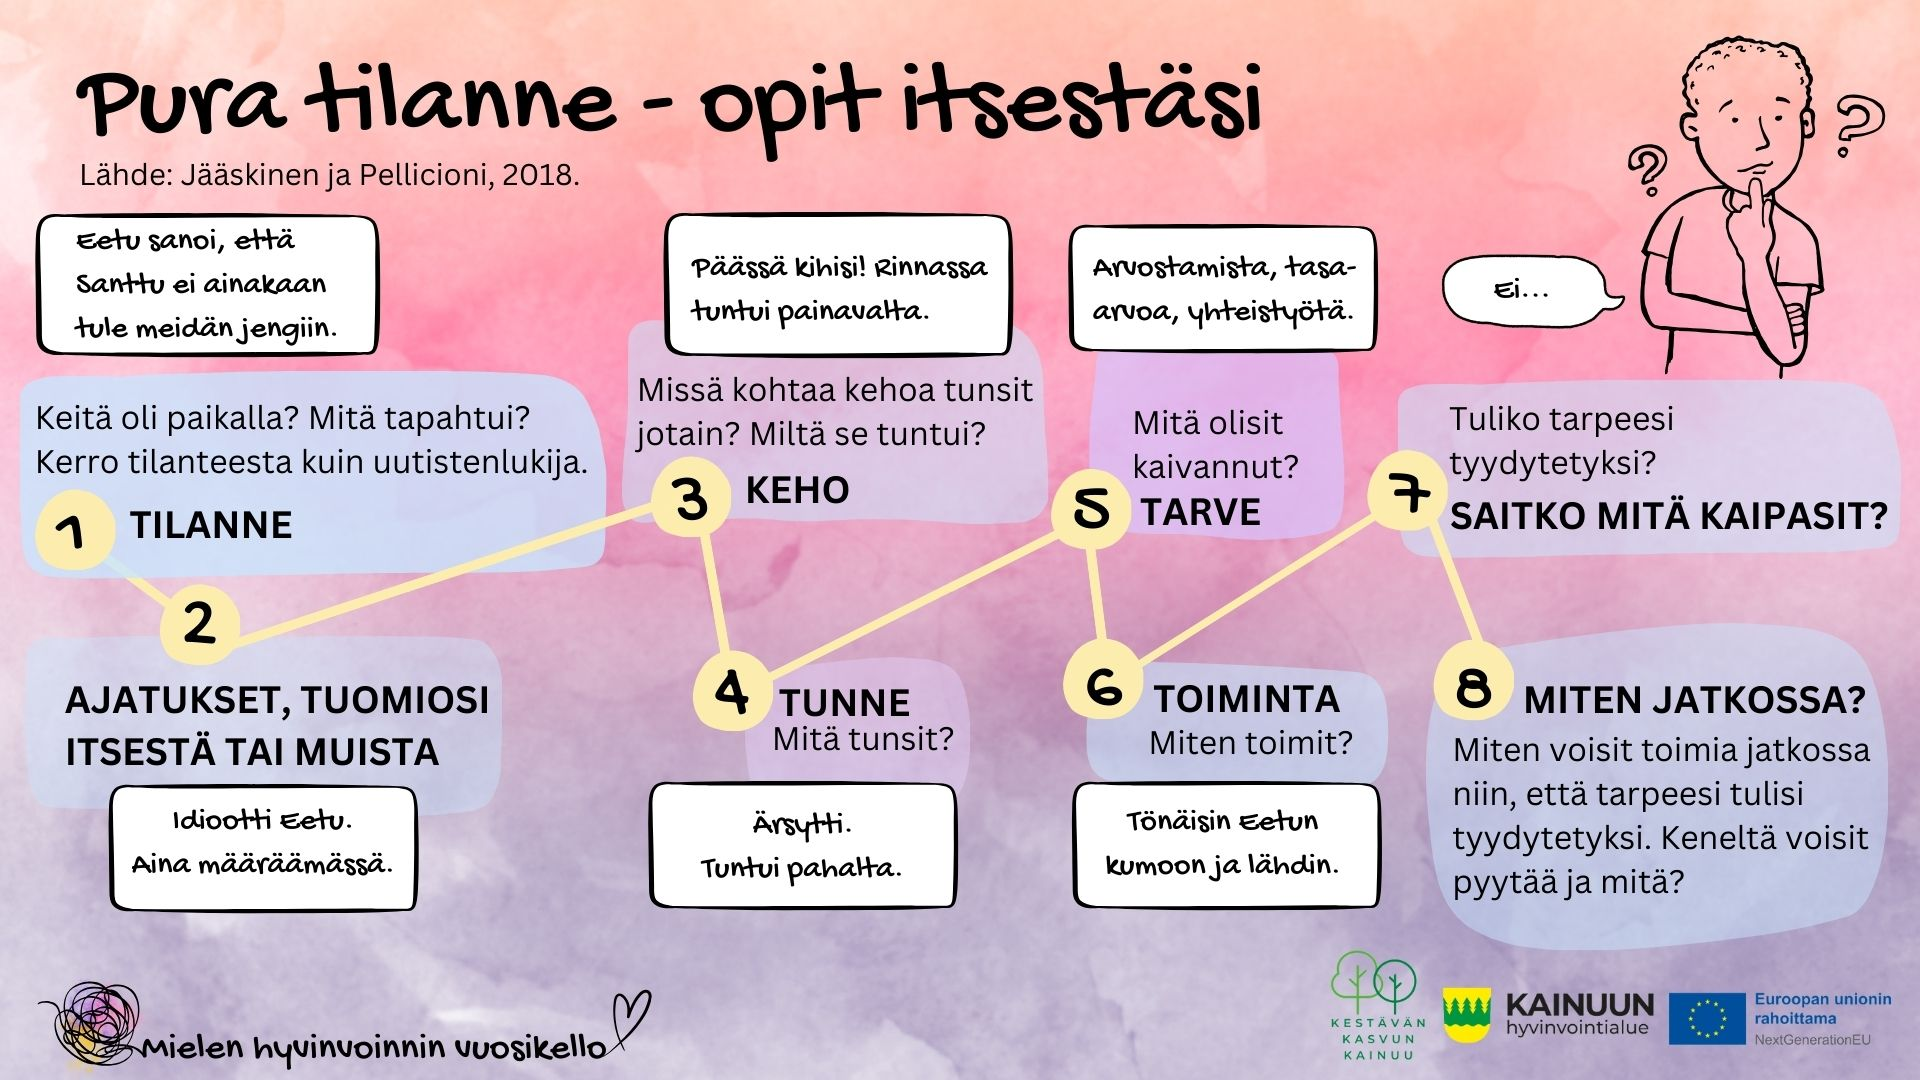 Pura tilanne - opit itsestäsi
Lähde: Jääskinen ja Pellicioni, 2018.
Eetu sanoi, että
Santtu ei ainakaan
tule meidän jengiin.
Keitä oli paikalla? Mitä tapahtui?
Kerro tilanteesta kuin uutistenlukija.
1 TILANNE
2
AJATUKSET, TUOMIOSI
ITSESTÄ TAI MUISTA
Idiootti Eetu.
Aina määräämässä.
Päässä kihisi! Rinnassa
tuntui painavalta.
Missä kohtaa kehoa tunsit
jotain? Miltä se tuntui?
3 KEHO
4 TUNNE
Mitä tunsit?
Ärsytti.
Tuntui pahalta.
Arvostamista, tasa-
arvoa, yhteistyötä.
Mitä olisit
kaivannut?
5 TARVE
6 TOIMINTA
Miten toimit?
Tönäisin Eetun
kumoon ja lähdin.
? ?
Ei...
Tuliko tarpeesi
tyydytetyksi?
7 SAITKO MITÄ KAIPASIT?
8 MITEN JATKOSSA?
Miten voisit toimia jatkossa
niin, että tarpeesi tulisi
tyydytetyksi. Keneltä voisit
pyytää ja mitä?
Mielen hyvinvoinnin vuosikello
KESTÄVÄN
KASVUN
KAINUU
KAINUUN
hyvinvointialue
Euroopan unionin
rahoittama
NextGenerationEU